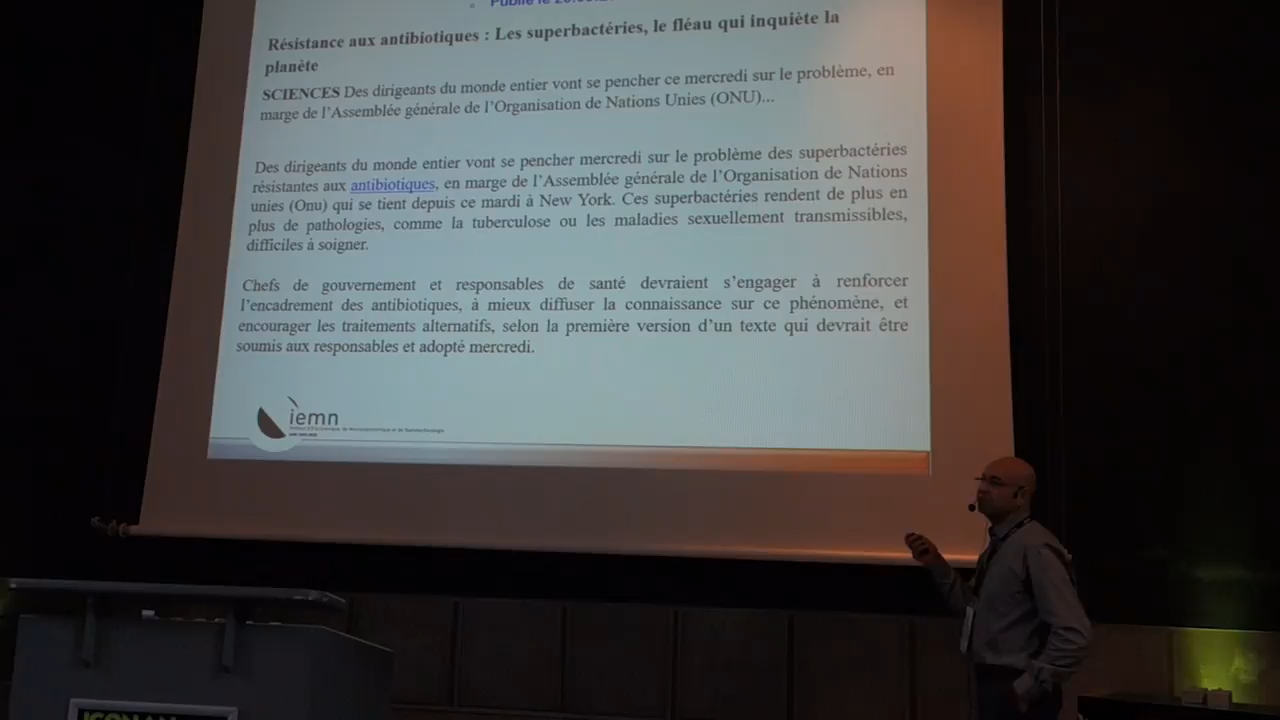 Publié le
Résistance aux antibiotiques : Les superbactéries, le fléau qui inquiète la
planète
SCIENCES Des dirigeants du monde entier vont se pencher ce mercredi sur le problème, en
marge de l’Assemblée générale de l’Organisation de Nations Unies (ONU)...
Des dirigeants du monde entier vont se pencher mercredi sur le problème des superbactéries
résistantes aux antibiotiques, en marge de l’Assemblée générale de l’Organisation de Nations
unies (Onu) qui se tient depuis ce mardi à New York. Ces superbactéries rendent de plus en
plus de pathologies, comme la tuberculose ou les maladies sexuellement transmissibles,
difficiles à soigner.
Chefs de gouvernement et responsables de santé devraient s’engager à renforcer
l’encadrement des antibiotiques, à mieux diffuser la connaissance sur ce phénomène, et
encourager les traitements alternatifs, selon la première version d’un texte qui devrait être
soumis aux responsables et adopté mercredi.
iemn